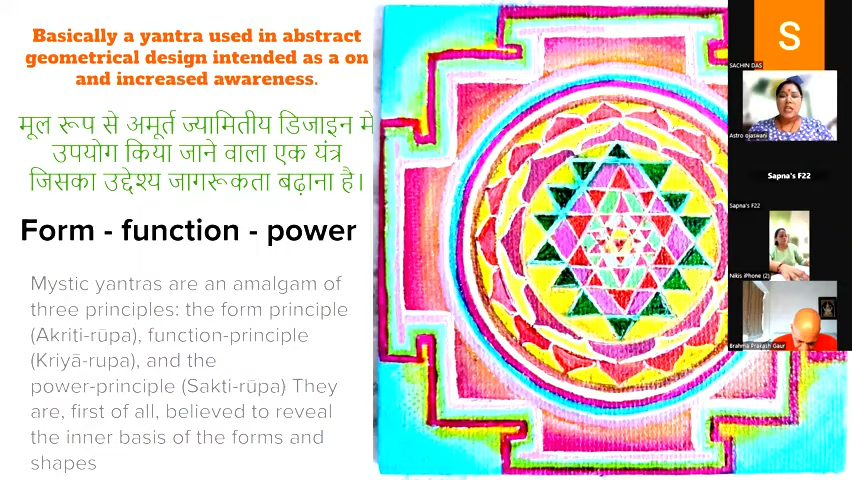 Basically a yantra used in abstract
geometrical design intended as a on
and increased awareness.
मूल रूप से अमूर्त ज्यामितीय डिजाइन में
उपयोग किया जाने वाला एक यंत्र
जिसका उद्देश्य जागरूकता बढ़ाना है।
Form - function - power
Mystic yantras are an amalgam of
three principles: the form principle
(Akriti-rūpa), function-principle
(Kriyā-rupa), and the
power-principle (Sakti-rūpa) They
are, first of all, believed to reveal
the inner basis of the forms and
shapes
S
SACHIN DAS
Astro ojaswani
Sapna's F22
Sapna's F22
Nikis iPhone (2)
Brahma Prakash Gaur